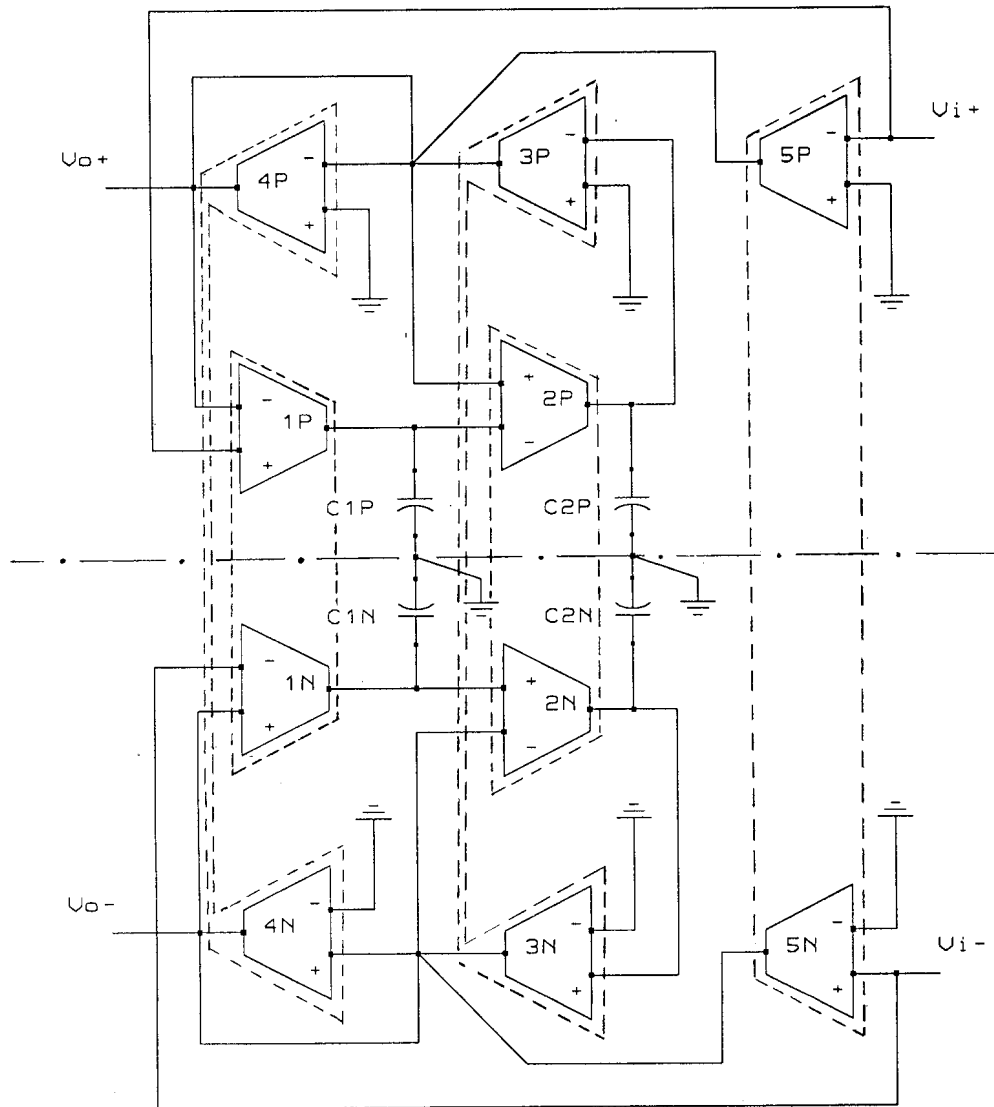 Vi+
3P
5P
Vo+
4P
-
-
-
+
+
+
-
+
1P
+
2P
-
C1P
C2P
C1N
C2N
-
+
1N
+
2N
-
Vo-
4N
-
+
3N
-
+
5N
-
+
Vi-